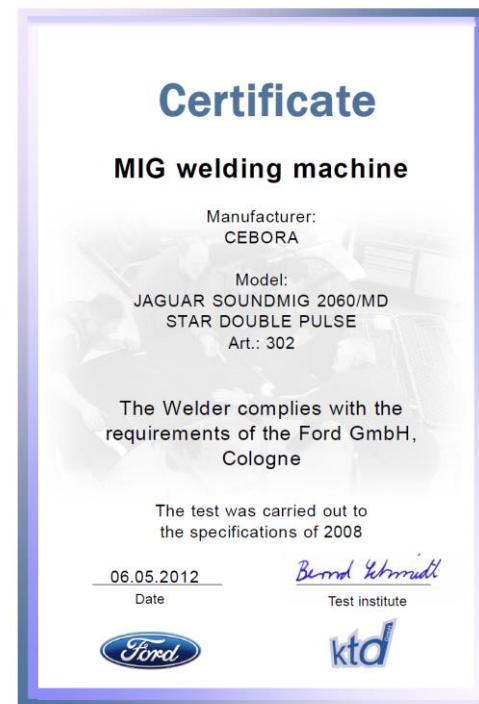 Certificate
MIG welding machine
Manufacturer:
CEBORA
Model:
JAGUAR SOUNDMIG 2060/MD
STAR DOUBLE PULSE
Art.: 302
The Welder complies with the
requirements of the Ford GmbH,
Cologne
The test was carried out to
the specifications of 2008
06.05.2012
Bernd Schmidt
Date
Test institute
Ford
ktd GmbH